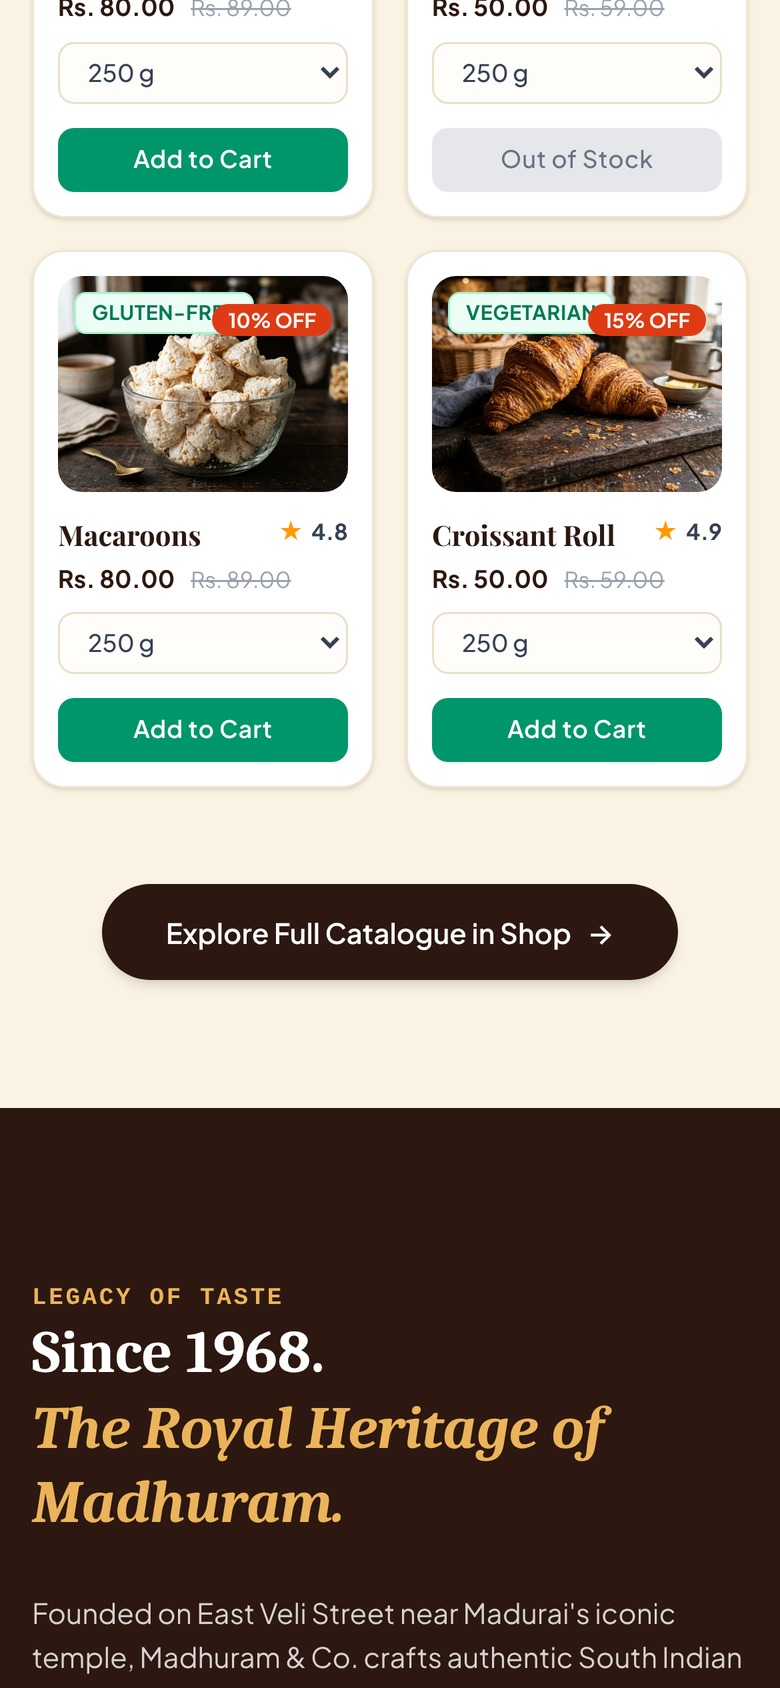 Rs. 80.00 Rs. 89.00
250 g
Add to Cart
Rs. 50.00 Rs. 59.00
250 g
Out of Stock
GLUTEN-FRE
10% OFF
Macaroons ★ 4.8
Rs. 80.00 Rs. 89.00
250 g
Add to Cart
VEGETARIAN
15% OFF
Croissant Roll ★ 4.9
Rs. 50.00 Rs. 59.00
250 g
Add to Cart
Explore Full Catalogue in Shop →
LEGACY OF TASTE
Since 1968.
The Royal Heritage of
Madhuram.
Founded on East Veli Street near Madurai's iconic
temple, Madhuram & Co. crafts authentic South Indian